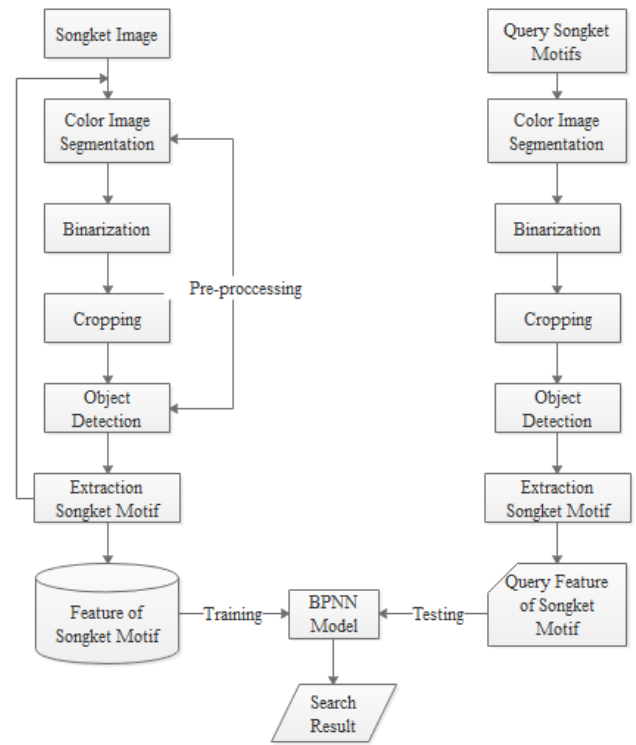 Songket Image
Color Image
Segmentation
Binarization
Cropping
Pre-proccessing
Object
Detection
Extraction
Songket Motif
Feature of
Songket Motif
Training
BPNN
Model
Search
Result
Query Songket
Motifs
Color Image
Segmentation
Binarization
Cropping
Object
Detection
Extraction
Songket Motif
Query Feature
of Songket
Motif
Testing